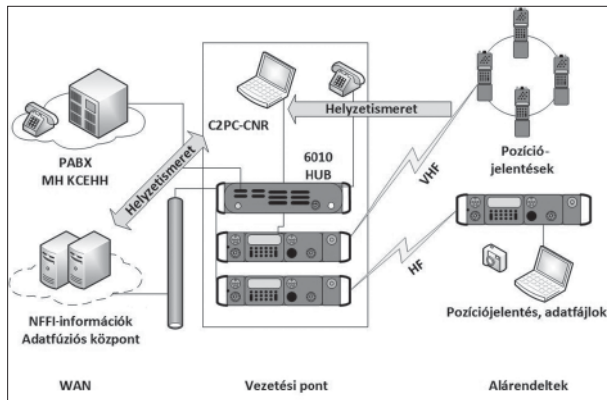 PABX
MH KCEHH
Helyzetismeret
NFFI-információk
Adatfúziós központ
WAN
C2PC-CNR
Helyzetismeret
6010
HUB
Vezetési pont
VHF
HF
Pozíció-
jelentések
Pozíciójelentés, adatfájlok
Alárendeltek